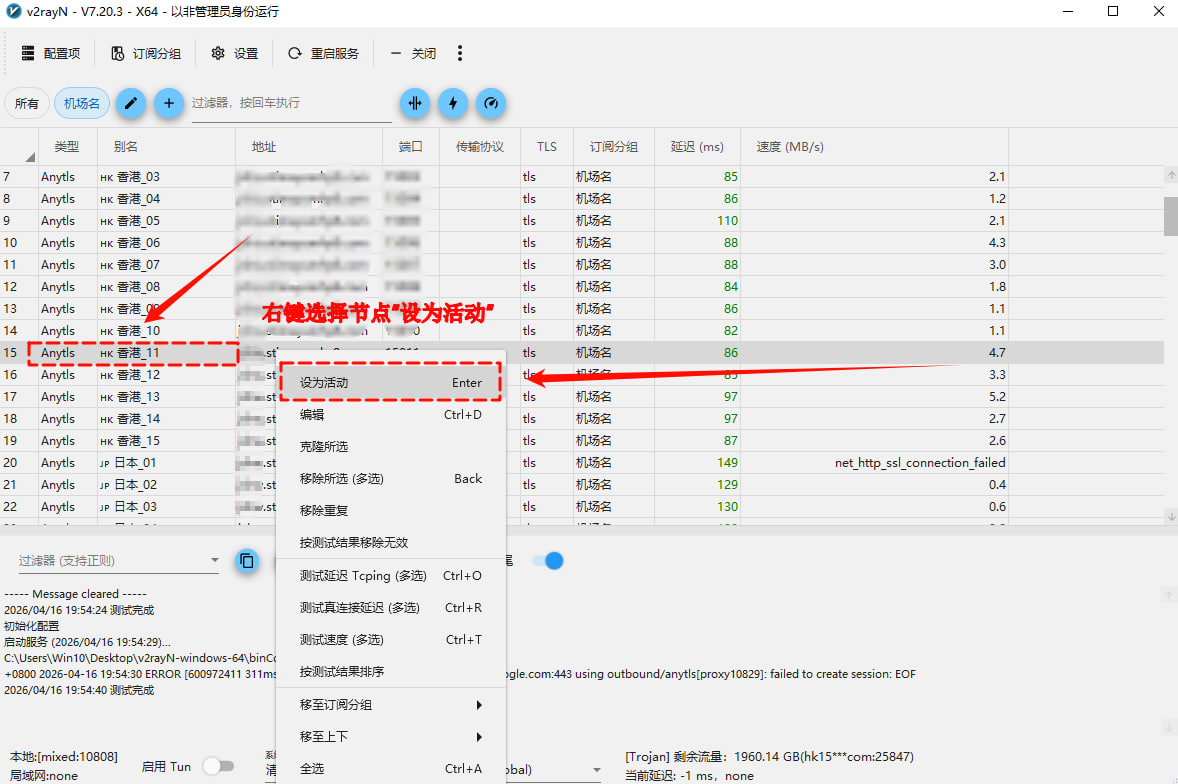 v2rayN - V7.20.3 - X64 - 以非管理员身份运行
配置项 订阅分组 设置 重启服务 关闭
所有 机场名 过滤器，按回车执行
类型 别名 地址 端口 传输协议 TLS 订阅分组 延迟 (ms) 速度 (MB/s)
7 Anytls HK 香港_03 tls 机场名 85 2.1
8 Anytls HK 香港_04 tls 机场名 86 1.2
9 Anytls HK 香港_05 tls 机场名 110 2.1
10 Anytls HK 香港_06 tls 机场名 88 4.3
11 Anytls HK 香港_07 tls 机场名 88 3.0
12 Anytls HK 香港_08 tls 机场名 84 1.8
13 Anytls HK 香港_09 tls 机场名 86 1.1
右键选择节点"设为活动"
14 Anytls HK 香港_10 tls 机场名 82 1.1
15 Anytls HK 香港_11 tls 机场名 86 4.7
16 Anytls HK 香港_12 tls 机场名 85 3.3
17 Anytls HK 香港_13 tls 机场名 97 5.2
18 Anytls HK 香港_14 tls 机场名 97 2.7
19 Anytls HK 香港_15 tls 机场名 87 2.6
20 Anytls JP 日本_01 tls 机场名 149 net_http_ssl_connection_failed
21 Anytls JP 日本_02 tls 机场名 129 0.4
22 Anytls JP 日本_03 tls 机场名 130 0.6
设为活动 Enter
编辑 Ctrl+D
克隆所选
移除所选 (多选) Back
移除重复
按测试结果移除无效
测试延迟 Tcping (多选) Ctrl+O
测试真连接延迟 (多选) Ctrl+R
测试速度 (多选) Ctrl+T
按测试结果排序
移至订阅分组
移至上下
全选 Ctrl+A
过滤器 (支持正则)
----- Message cleared -----
2026/04/16 19:54:24 测试完成
初始化配置
启动服务 (2026/04/16 19:54:29)...
C:\Users\Win10\Desktop\v2rayN-windows-64\binCo
+0800 2026-04-16 19:54:30 ERROR [600972411 311ms ogle.com:443 using outbound/anytls[proxy10829]: failed to create session: EOF
2026/04/16 19:54:40 测试完成
本地:[mixed:10808]
局域网:none
启用 Tun
obal)
[Trojan] 剩余流量：1960.14 GB(hk15***com:25847)
当前延迟: -1 ms，none